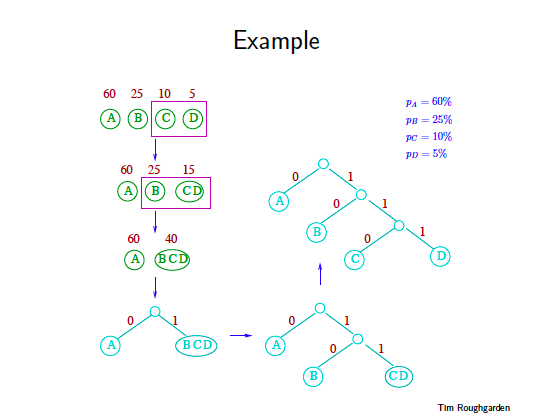 Example
60 25 10 5
A B C D
p_A = 60%
p_B = 25%
p_C = 10%
p_D = 5%
60 25 15
A B CD
60 40
A BCD
0 1
A
0 1
B
0 1
C D
0 1
A BCD
0 1
A
0 1
B CD
Tim Roughgarden